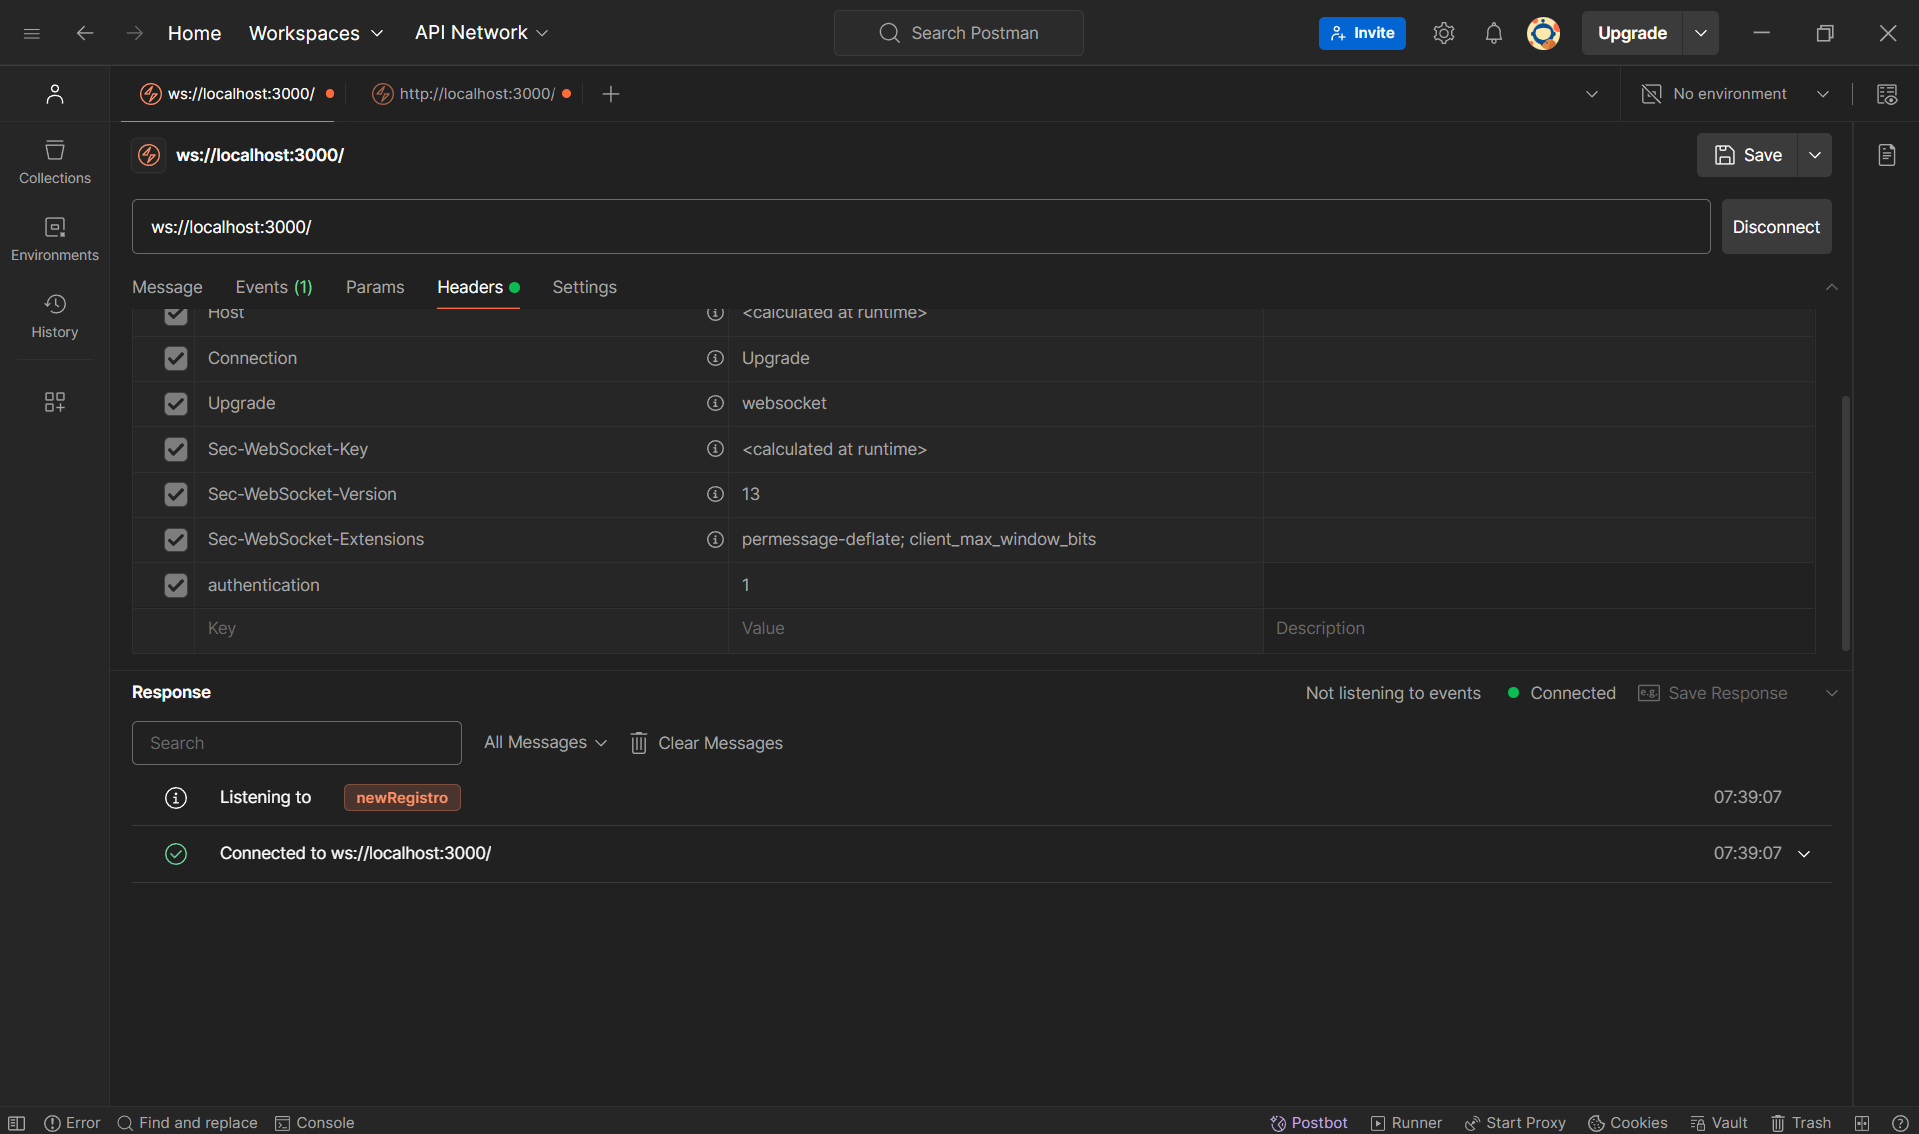 Home Workspaces API Network Search Postman Invite Upgrade
ws://localhost:3000/ http://localhost:3000/ No environment
ws://localhost:3000/ Save
Collections
ws://localhost:3000/ Disconnect
Environments
Message Events (1) Params Headers Settings
History
Host <calculated at runtime>
Connection Upgrade
Upgrade websocket
Sec-WebSocket-Key <calculated at runtime>
Sec-WebSocket-Version 13
Sec-WebSocket-Extensions permessage-deflate; client_max_window_bits
authentication 1
Key Value Description
Response Not listening to events Connected e.g. Save Response
Search All Messages Clear Messages
Listening to newRegistro 07:39:07
Connected to ws://localhost:3000/ 07:39:07
Error Find and replace Console Postbot Runner Start Proxy Cookies Vault Trash